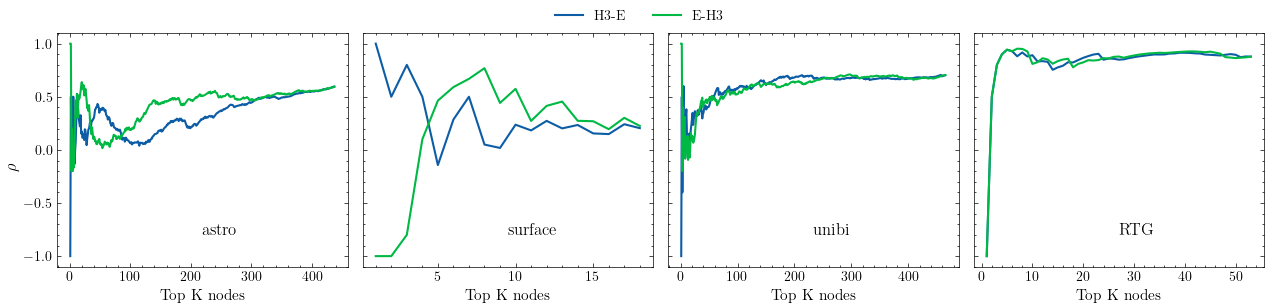 H3-E E-H3
1.0
0.5
0.0
−0.5
−1.0
ρ
astro
0 100 200 300 400
Top K nodes
surface
5 10 15
Top K nodes
unibi
0 100 200 300 400
Top K nodes
RTG
0 10 20 30 40 50
Top K nodes